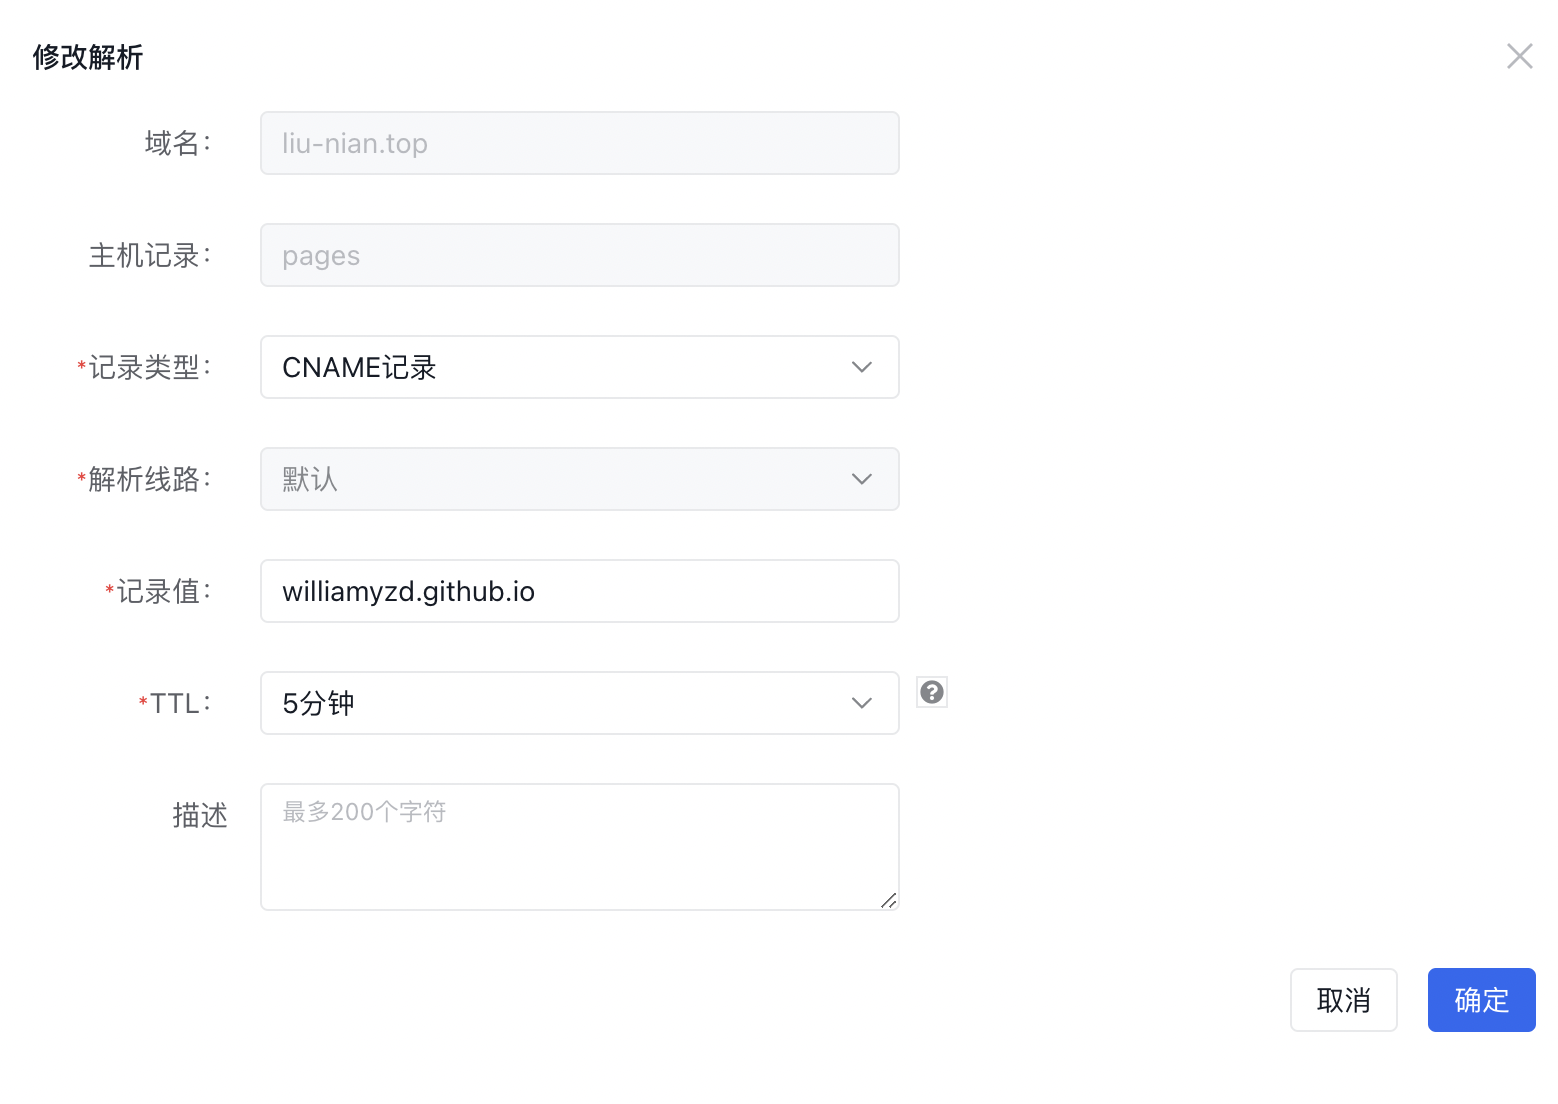 修改解析
域名： liu-nian.top
主机记录： pages
*记录类型： CNAME记录
*解析线路： 默认
*记录值： williamyzd.github.io
*TTL： 5分钟
描述 最多200个字符
取消 确定